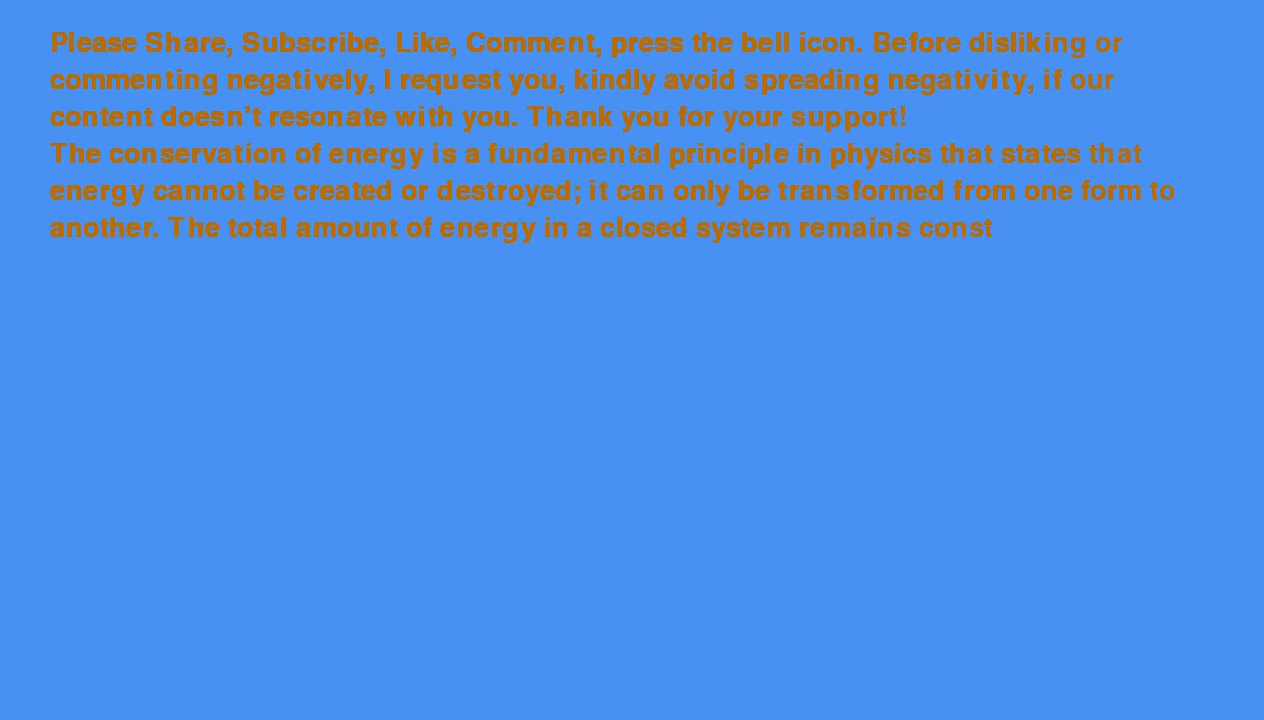 Please Share, Subscribe, Like, Comment, press the bell icon. Before disliking or
commenting negatively, I request you, kindly avoid spreading negativity, if our
content doesn’t resonate with you. Thank you for your support!
The conservation of energy is a fundamental principle in physics that states that
energy cannot be created or destroyed; it can only be transformed from one form to
another. The total amount of energy in a closed system remains const